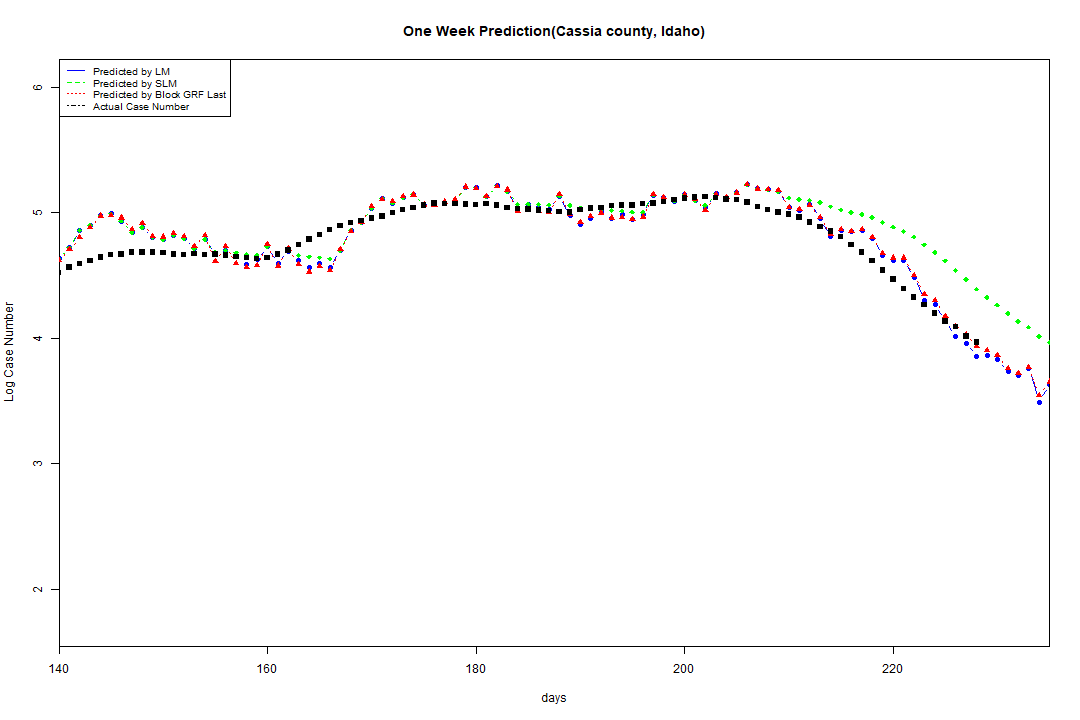 One Week Prediction(Cassia county, Idaho)
Predicted by LM
Predicted by SLM
Predicted by Block GRF Last
Actual Case Number
6
5
4
3
2
Log Case Number
140 160 180 200 220
days